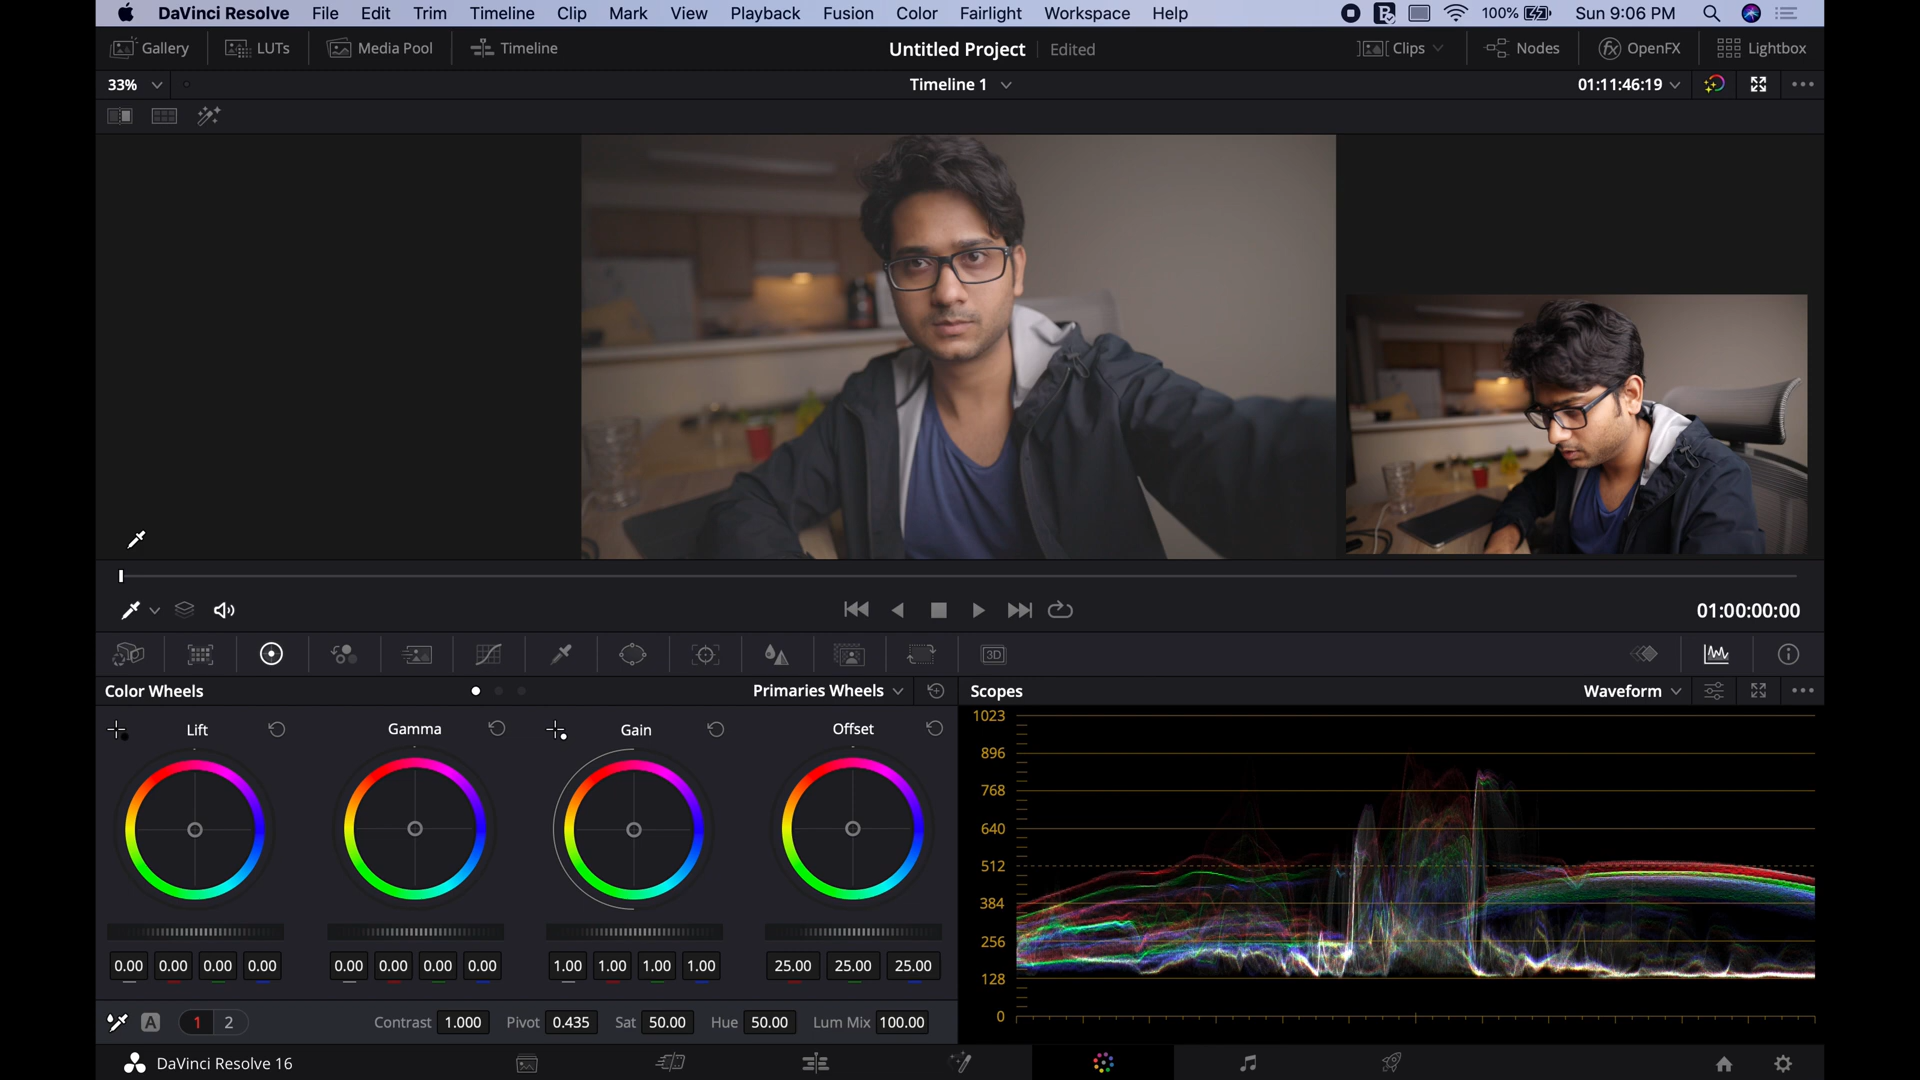 DaVinci Resolve File Edit Trim Timeline Clip Mark View Playback Fusion Color Fairlight Workspace Help 100% Sun 9:06 PM
Gallery LUTs Media Pool Timeline Untitled Project Edited Clips Nodes OpenFX Lightbox
33% Timeline 1 01:11:46:19
01:00:00:00
3D
Color Wheels Primaries Wheels Scopes Waveform
Lift Gamma Gain Offset
1023
896
768
640
512
384
256
128
0
0.00 0.00 0.00 0.00 0.00 0.00 0.00 0.00 1.00 1.00 1.00 1.00 25.00 25.00 25.00
A 1 2 Contrast 1.000 Pivot 0.435 Sat 50.00 Hue 50.00 Lum Mix 100.00
DaVinci Resolve 16